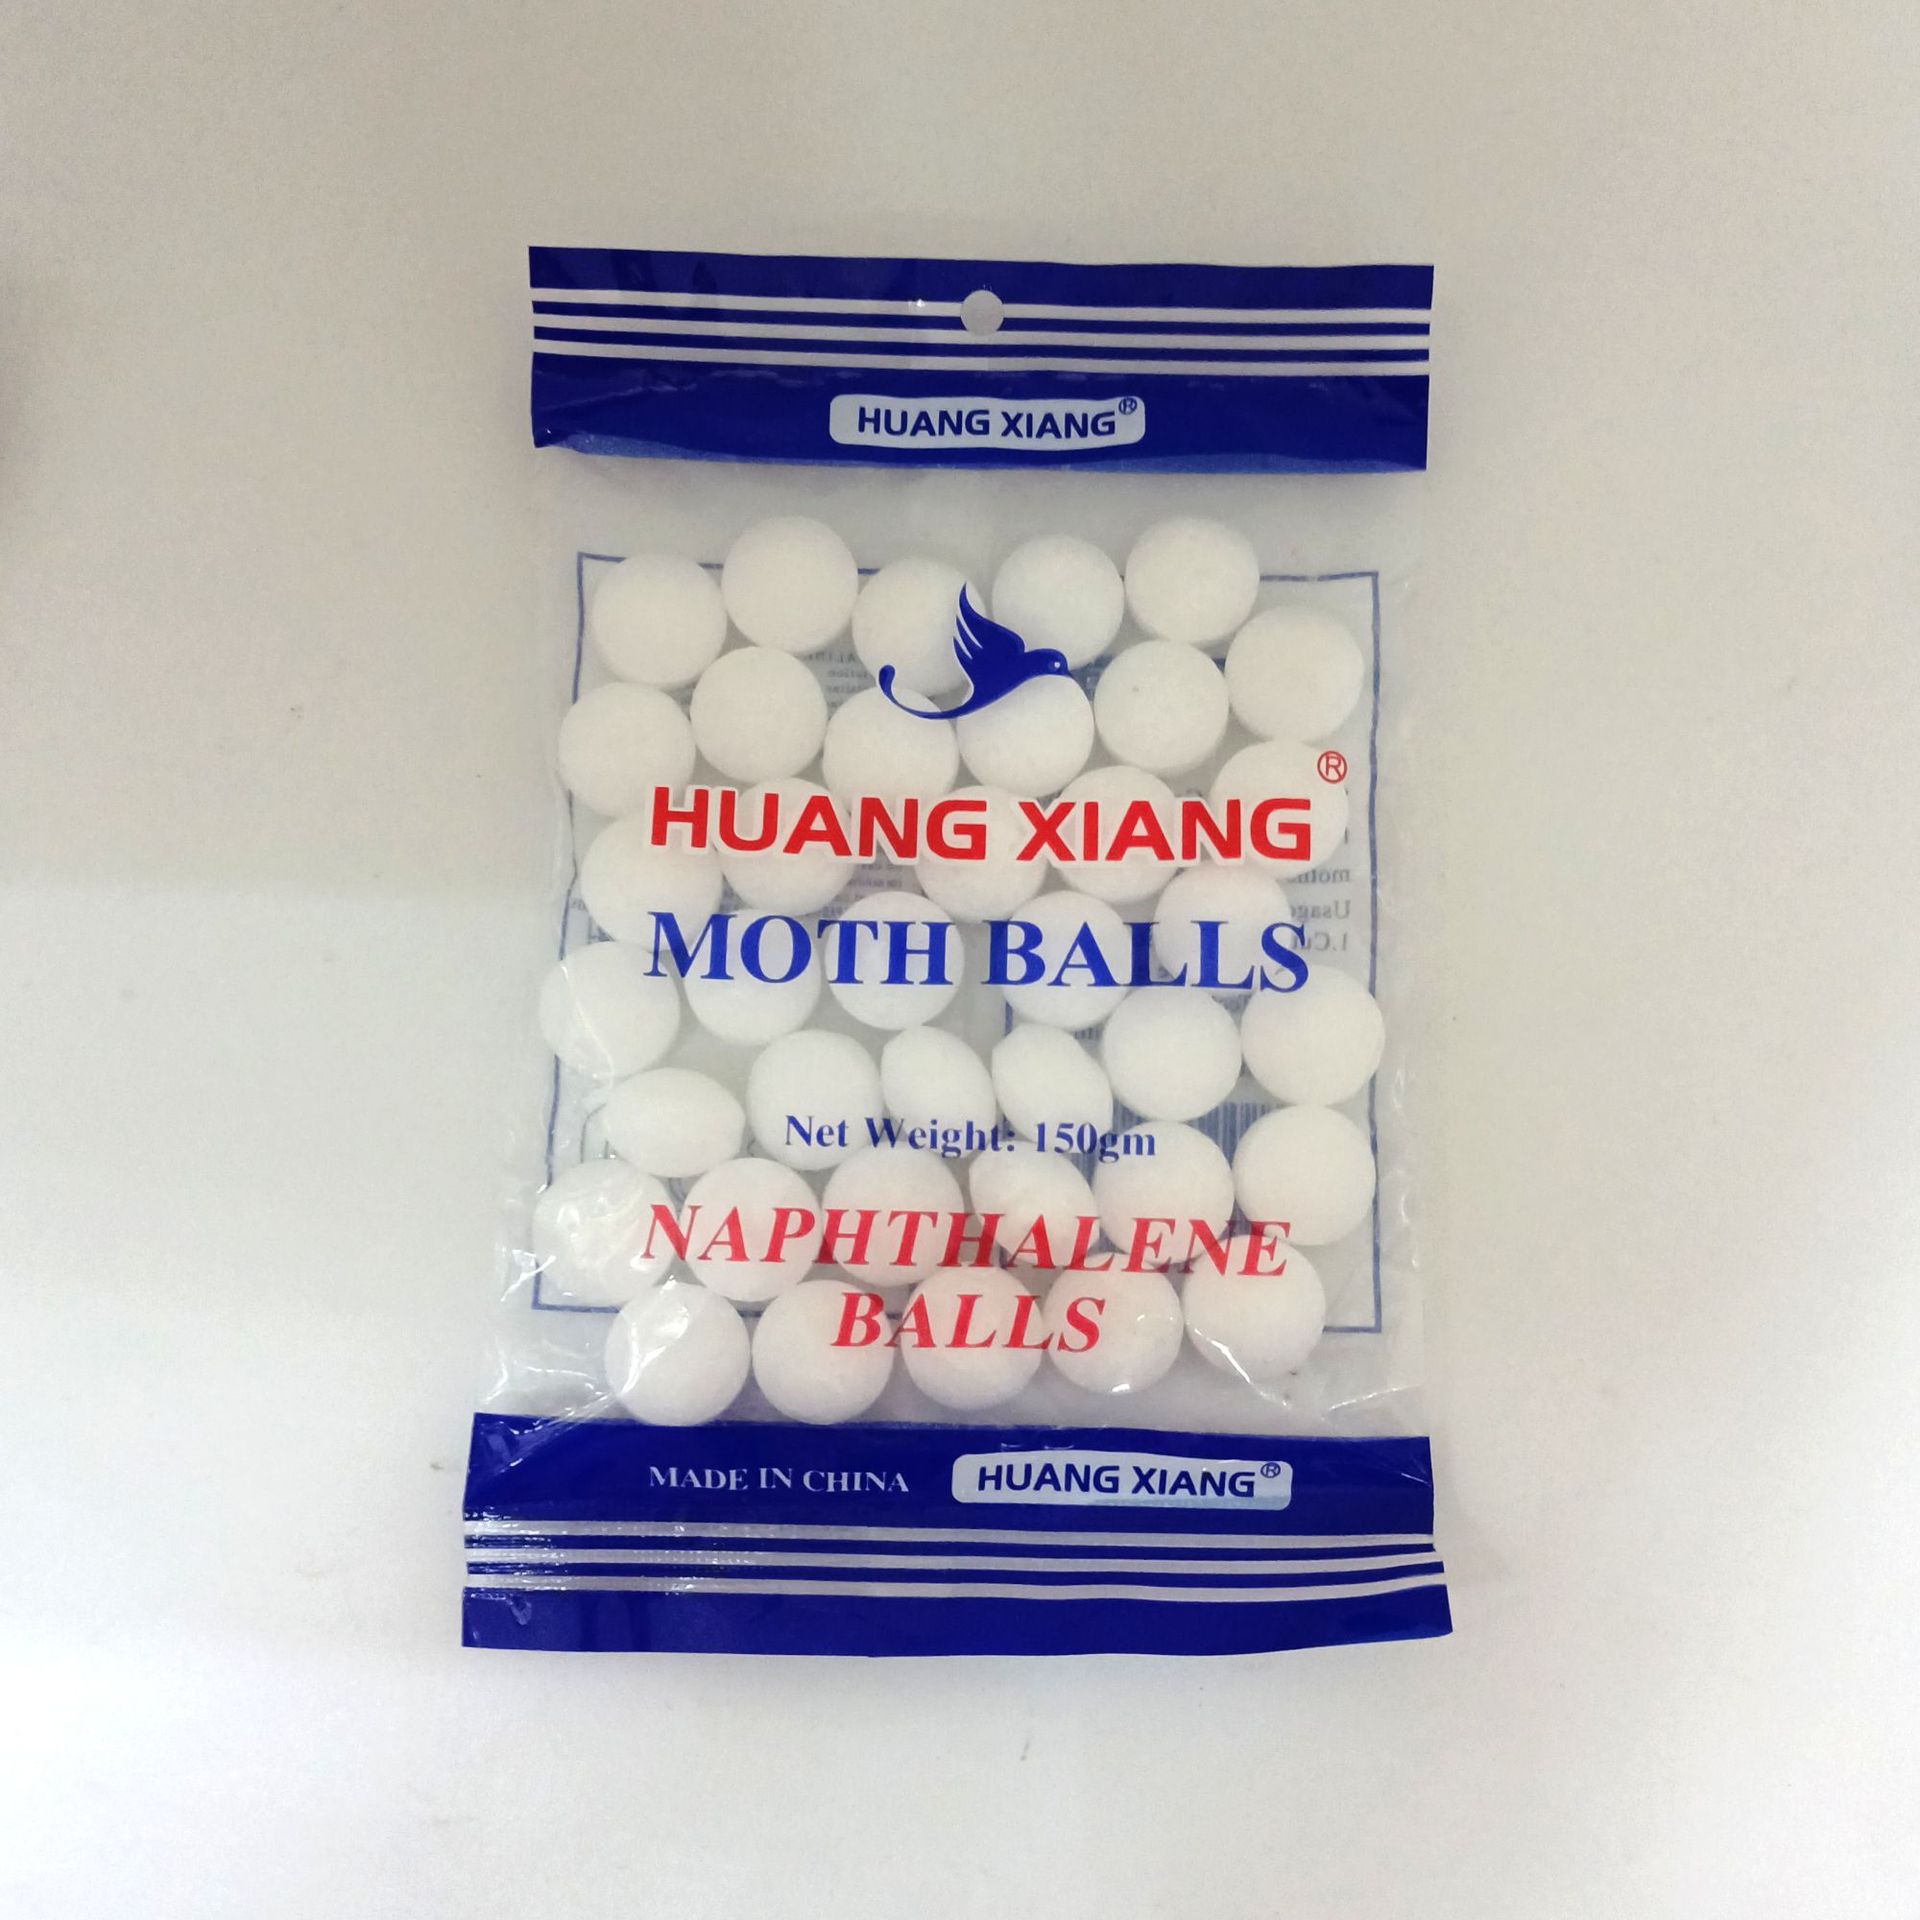 HUANG XIANG®
HUANG XIANG®
MOTH BALLS
Net Weight: 150gm
NAPHTHALENE
BALLS
MADE IN CHINA HUANG XIANG®